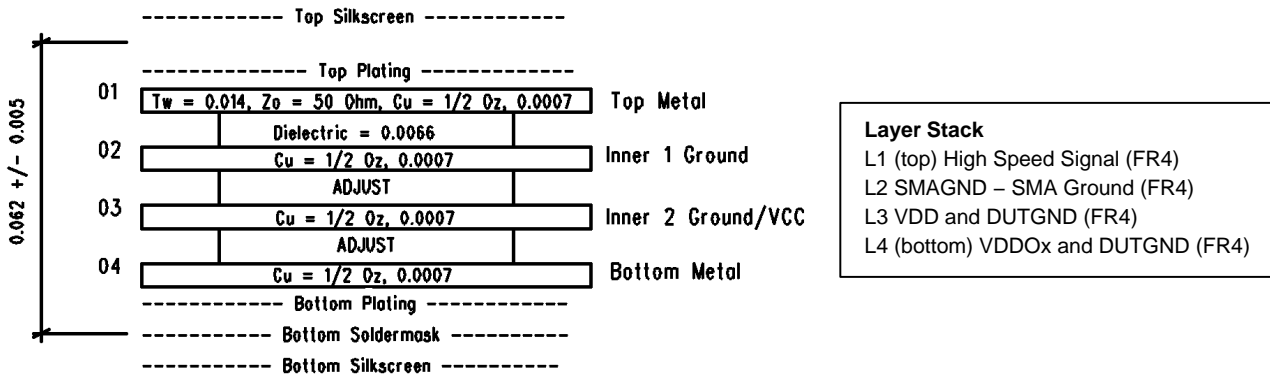 ------------ Top Silkscreen ------------
0.062 +/- 0.005
------------ Top Plating ------------
01 Tw = 0.014, Zo = 50 Ohm, Cu = 1/2 Oz, 0.0007 Top Metal
Dielectric = 0.0066
02 Cu = 1/2 Oz, 0.0007 Inner 1 Ground
ADJUST
03 Cu = 1/2 Oz, 0.0007 Inner 2 Ground/VCC
ADJUST
04 Cu = 1/2 Oz, 0.0007 Bottom Metal
------------ Bottom Plating ------------
------------ Bottom Soldermask ------------
------------ Bottom Silkscreen ------------
Layer Stack
L1 (top) High Speed Signal (FR4)
L2 SMAGND – SMA Ground (FR4)
L3 VDD and DUTGND (FR4)
L4 (bottom) VDDOx and DUTGND (FR4)